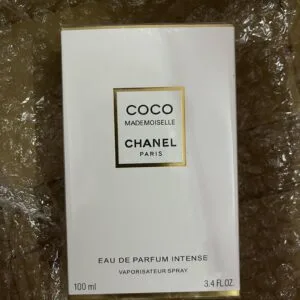 COCO
MADEMOISELLE
CHANEL
PARIS
EAU DE PARFUM INTENSE
VAPORISATEUR SPRAY
100 ml 3.4 FL.OZ.